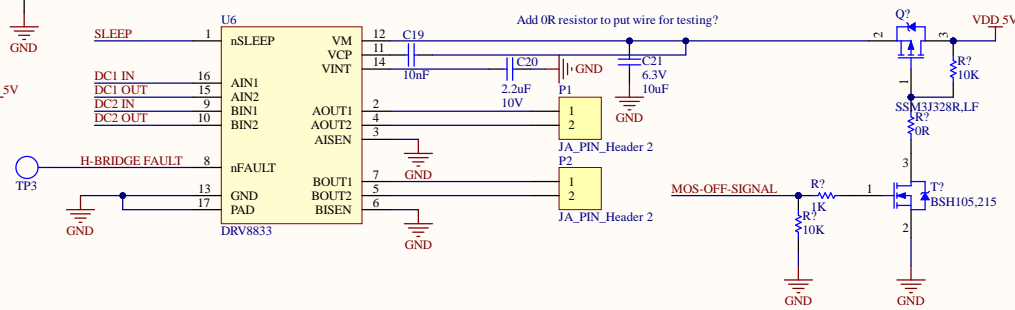 U6
Add 0R resistor to put wire for testing?
Q?
VDD 5V
GND
SLEEP
1
nSLEEP
VM
12
C19
2
3
VCP
11
10nF
VINT
14
C20
GND
2.2uF
10V
C21
6.3V
10uF
GND
R?
10K
1
SSM3J328R,LF
5V
DC1 IN
16
AIN1
DC1 OUT
15
AIN2
DC2 IN
9
BIN1
DC2 OUT
10
BIN2
AOUT1
2
AOUT2
4
AISEN
3
GND
P1
1
2
JA_PIN_Header 2
R?
0R
TP3
H-BRIDGE FAULT
8
nFAULT
13
GND
17
PAD
GND
BOUT1
7
BOUT2
5
BISEN
6
GND
P2
1
2
JA_PIN_Header 2
DRV8833
MOS-OFF-SIGNAL
R?
1K
R?
10K
GND
1
3
T?
BSH105,215
2
GND